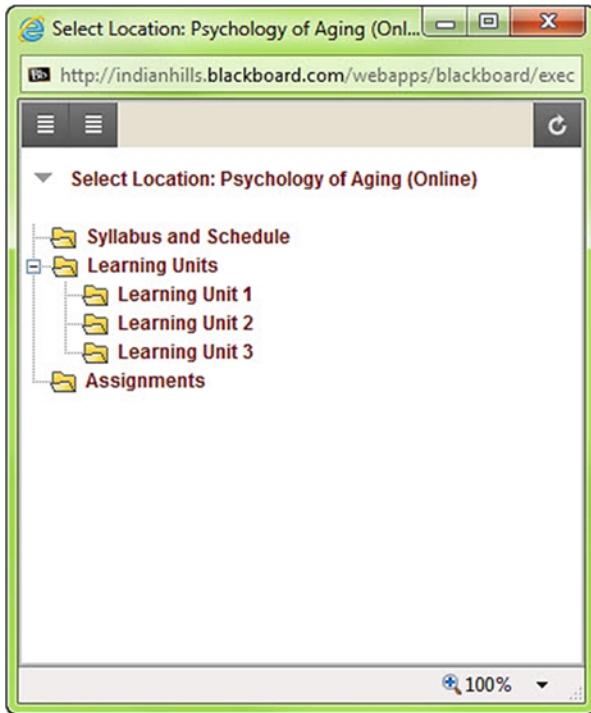 Select Location: Psychology of Aging (Onl...
Bb http://indianhills.blackboard.com/webapps/blackboard/exec
Select Location: Psychology of Aging (Online)
Syllabus and Schedule
Learning Units
Learning Unit 1
Learning Unit 2
Learning Unit 3
Assignments
100%